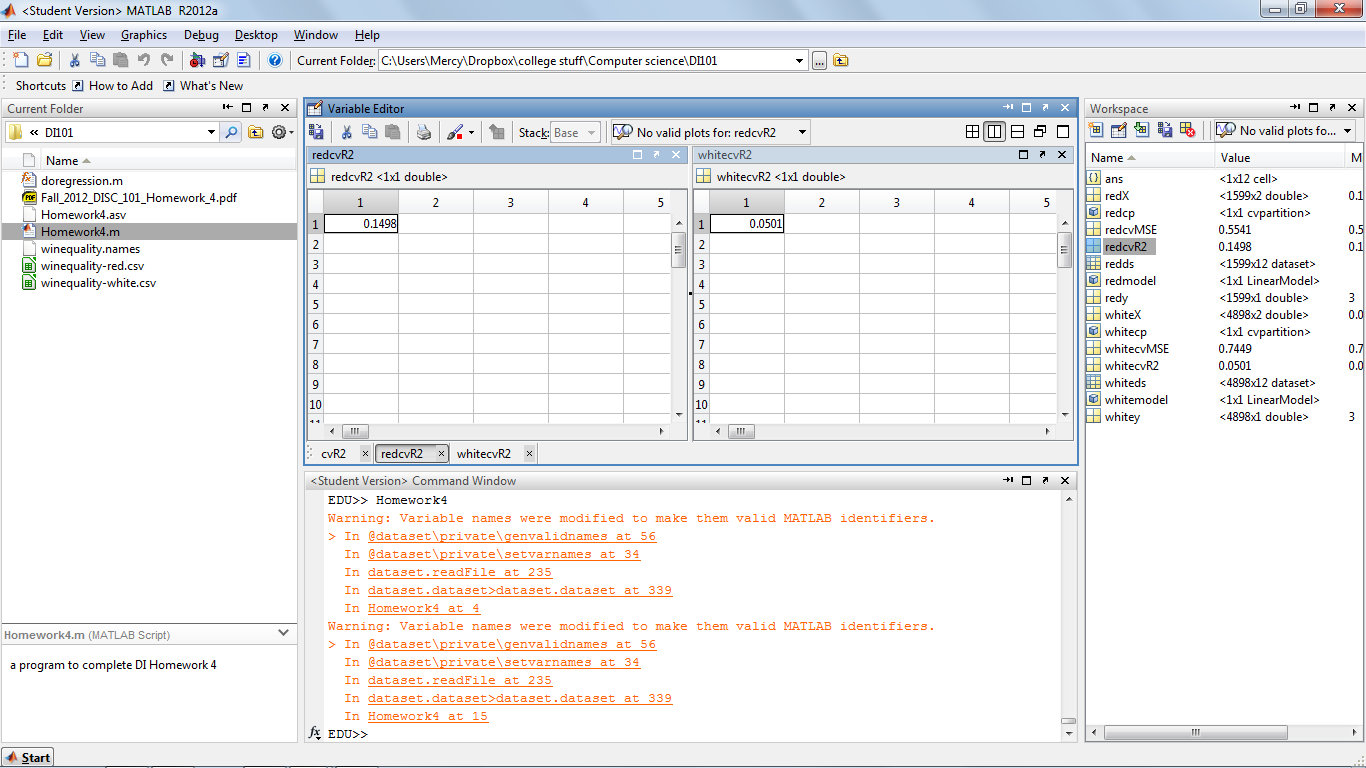 <Student Version> MATLAB R2012a
File Edit View Graphics Debug Desktop Window Help
Current Folder: C:\Users\Mercy\Dropbox\college stuff\Computer science\DI101
Shortcuts How to Add What's New
Current Folder
« DI101
Name
doregression.m
Fall_2012_DISC_101_Homework_4.pdf
Homework4.asv
Homework4.m
winequality.names
winequality-red.csv
winequality-white.csv
Homework4.m (MATLAB Script)
a program to complete DI Homework 4
Variable Editor
Stack: Base No valid plots for: redcvR2
redcvR2
redcvR2 <1x1 double>
1 2 3 4 5
1 0.1498
2
3
4
5
6
7
8
9
10
11
whitecvR2
whitecvR2 <1x1 double>
1 2 3 4 5
1 0.0501
2
3
4
5
6
7
8
9
10
11
cvR2 redcvR2 whitecvR2
<Student Version> Command Window
EDU>> Homework4
Warning: Variable names were modified to make them valid MATLAB identifiers.
> In @dataset\private\genvalidnames at 56
In @dataset\private\setvarnames at 34
In dataset.readFile at 235
In dataset.dataset>dataset.dataset at 339
In Homework4 at 4
Warning: Variable names were modified to make them valid MATLAB identifiers.
> In @dataset\private\genvalidnames at 56
In @dataset\private\setvarnames at 34
In dataset.readFile at 235
In dataset.dataset>dataset.dataset at 339
In Homework4 at 15
fx EDU>>
Workspace
No valid plots fo...
Name Value M
ans <1x12 cell>
redX <1599x2 double> 0.1
redcp <1x1 cvpartition>
redcvMSE 0.5541 0.5
redcvR2 0.1498 0.1
redds <1599x12 dataset>
redmodel <1x1 LinearModel>
redy <1599x1 double> 3
whiteX <4898x2 double> 0.0
whitecp <1x1 cvpartition>
whitecvMSE 0.7449 0.7
whitecvR2 0.0501 0.0
whiteds <4898x12 dataset>
whitemodel <1x1 LinearModel>
whitey <4898x1 double> 3
Start